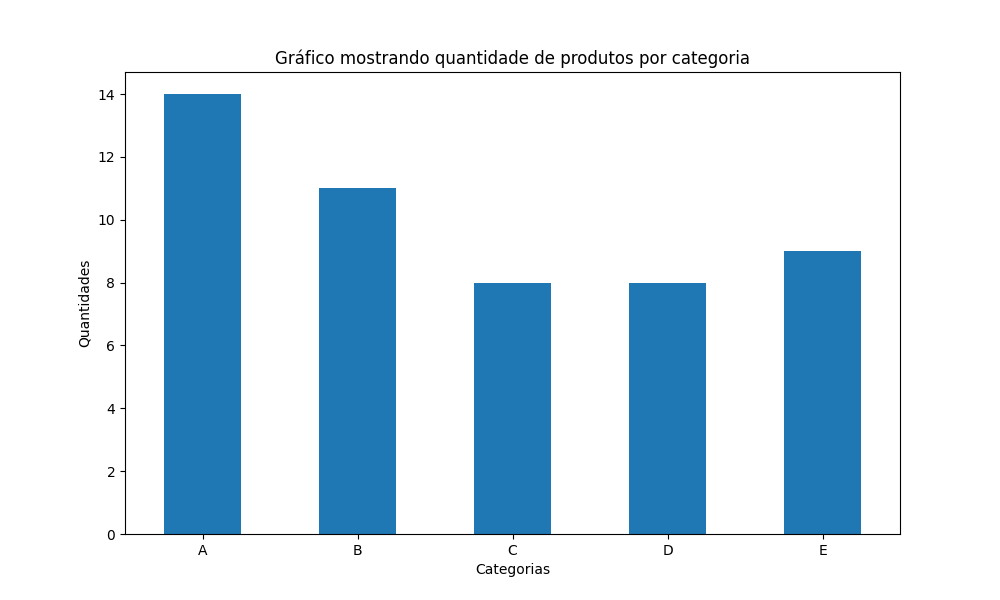 Gráfico mostrando quantidade de produtos por categoria
14
12
10
8
6
4
2
0
Quantidades
A B C D E
Categorias